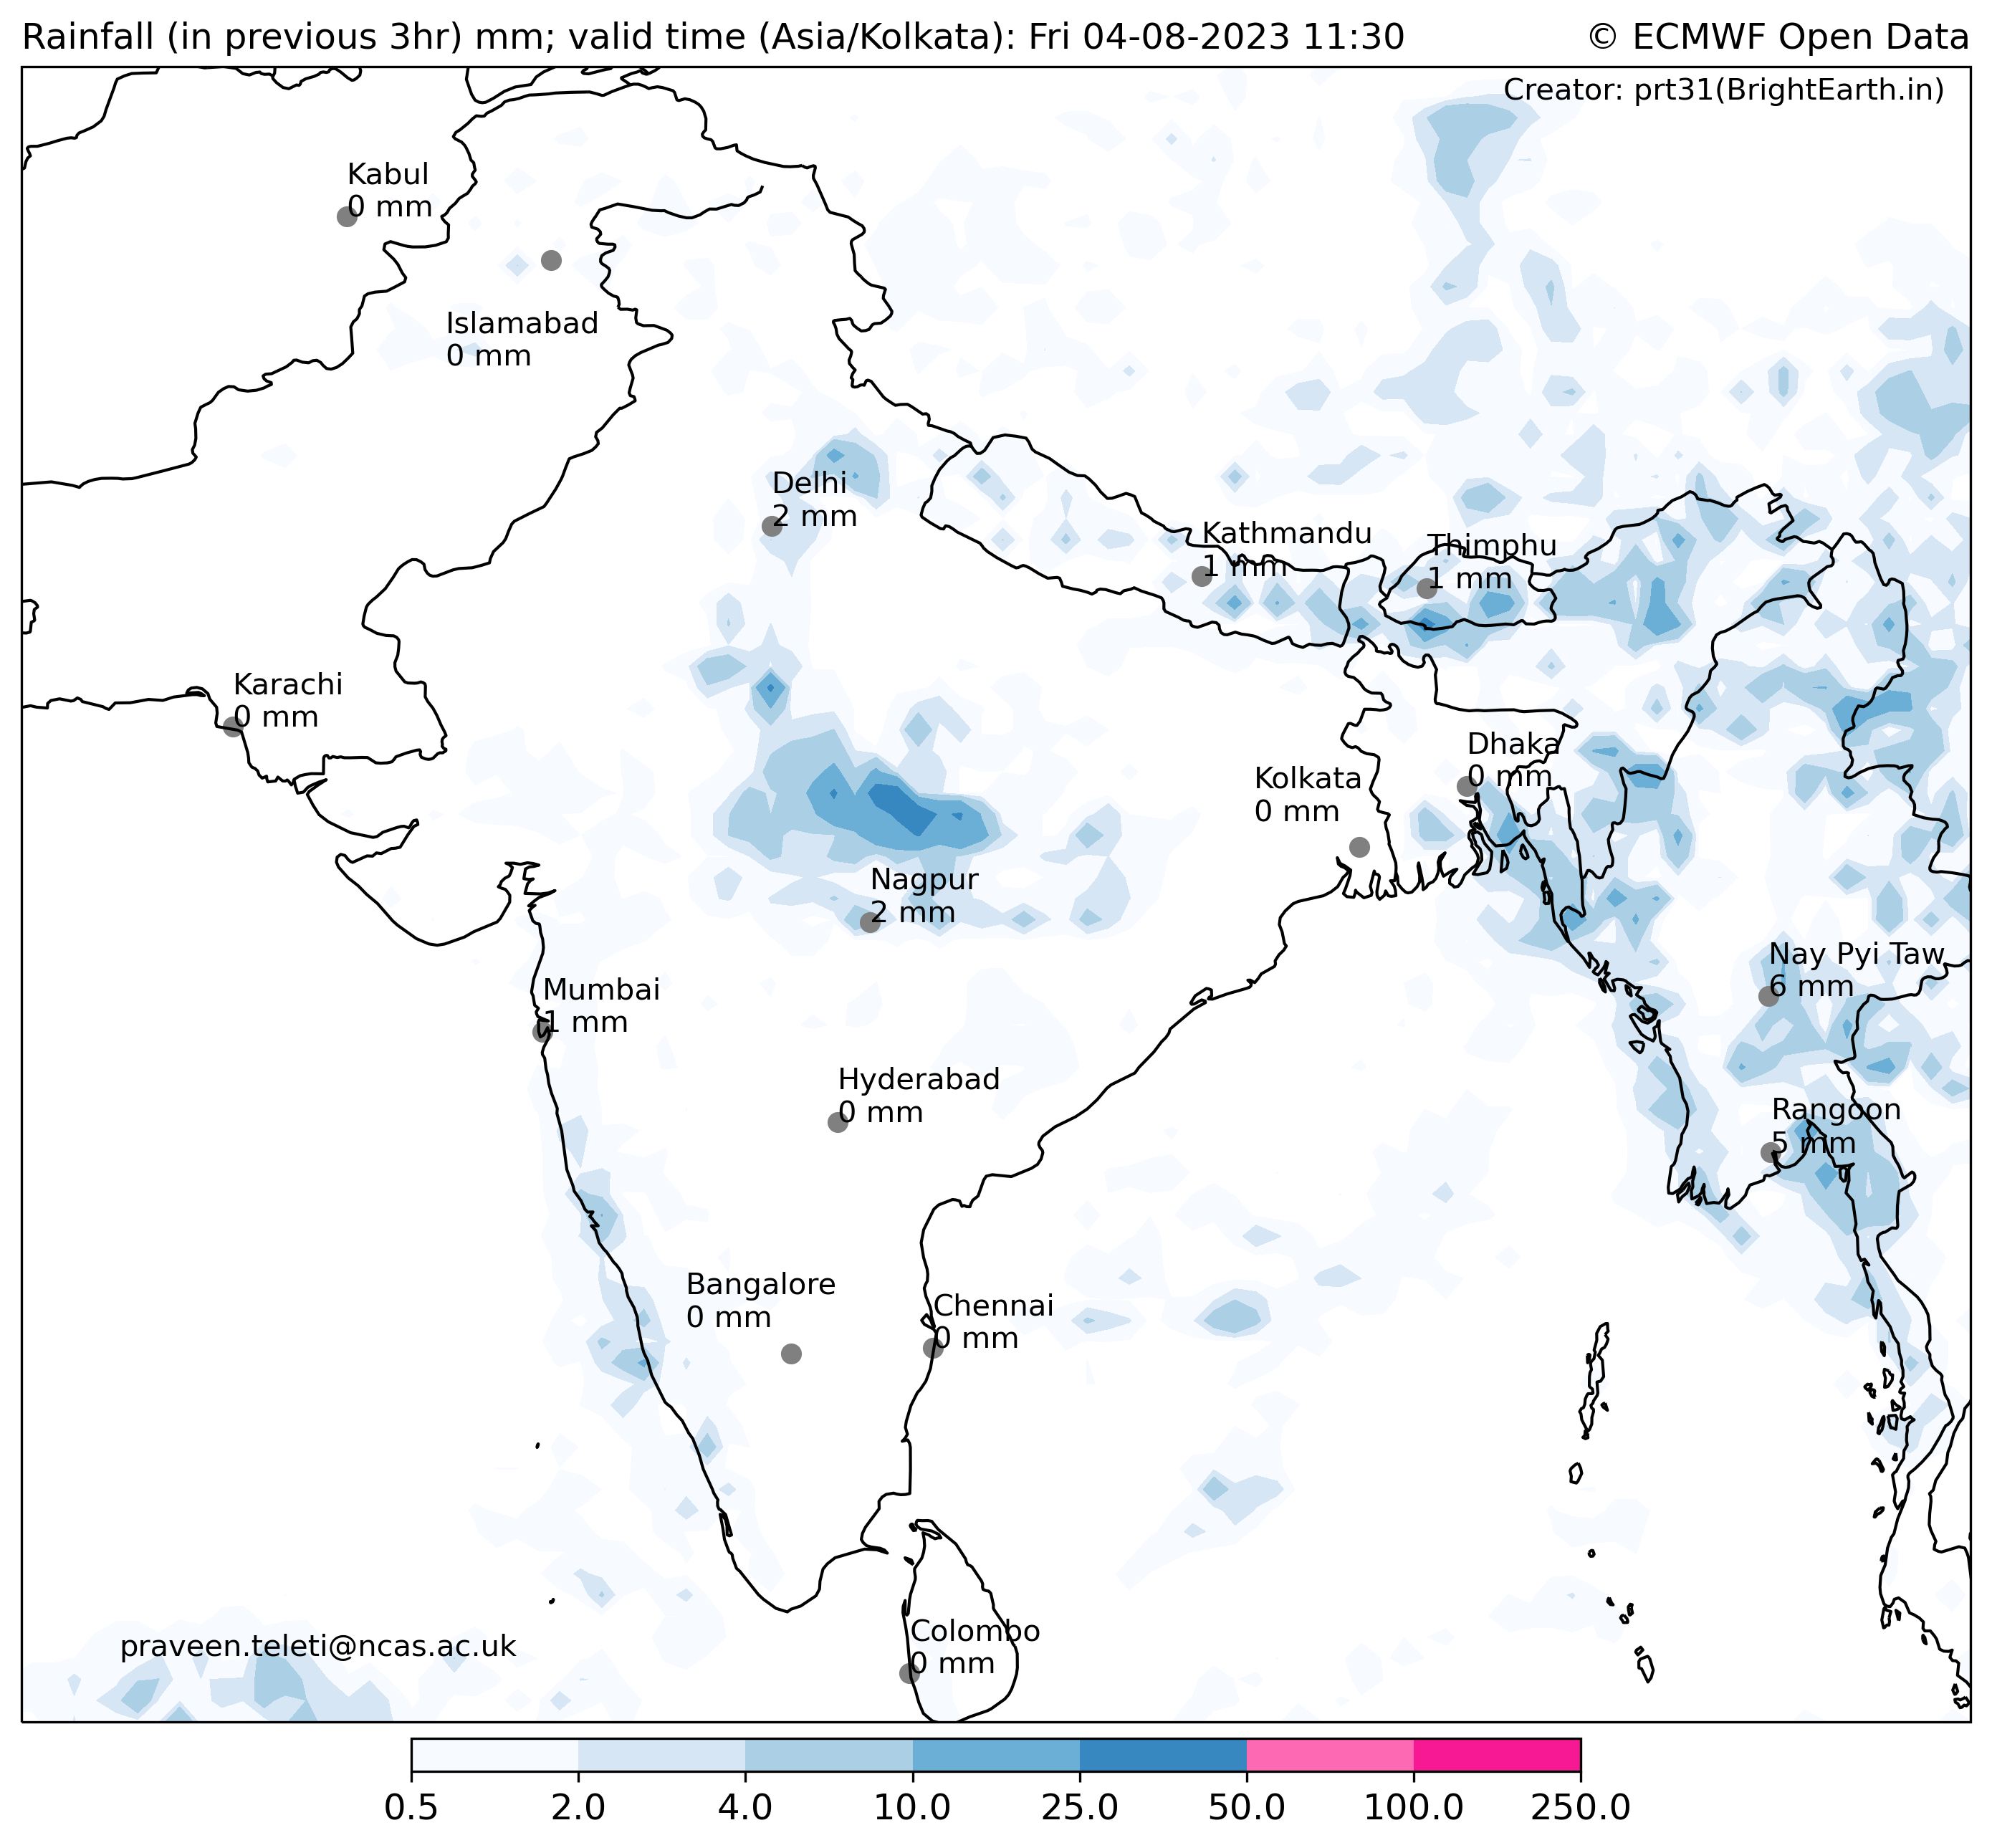 Rainfall (in previous 3hr) mm; valid time (Asia/Kolkata): Fri 04-08-2023 11:30
© ECMWF Open Data
Creator: prt31(BrightEarth.in)
Kabul
0 mm
Islamabad
0 mm
Delhi
2 mm
Kathmandu
1 mm
Thimphu
1 mm
Karachi
0 mm
Dhaka
0 mm
Kolkata
0 mm
Nagpur
2 mm
Nay Pyi Taw
6 mm
Mumbai
1 mm
Hyderabad
0 mm
Rangoon
5 mm
Bangalore
0 mm
Chennai
0 mm
Colombo
0 mm
praveen.teleti@ncas.ac.uk
0.5 2.0 4.0 10.0 25.0 50.0 100.0 250.0